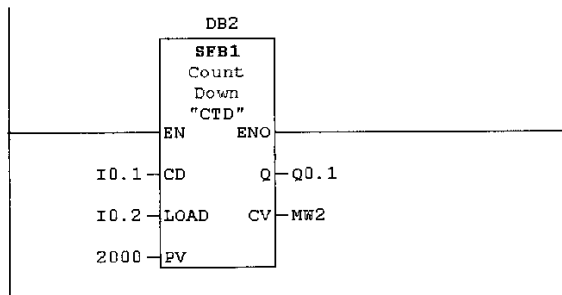 DB2
SFB1
Count
Down
"CTD"
EN ENO
I0.1 CD Q Q0.1
I0.2 LOAD CV MW2
2000 PV